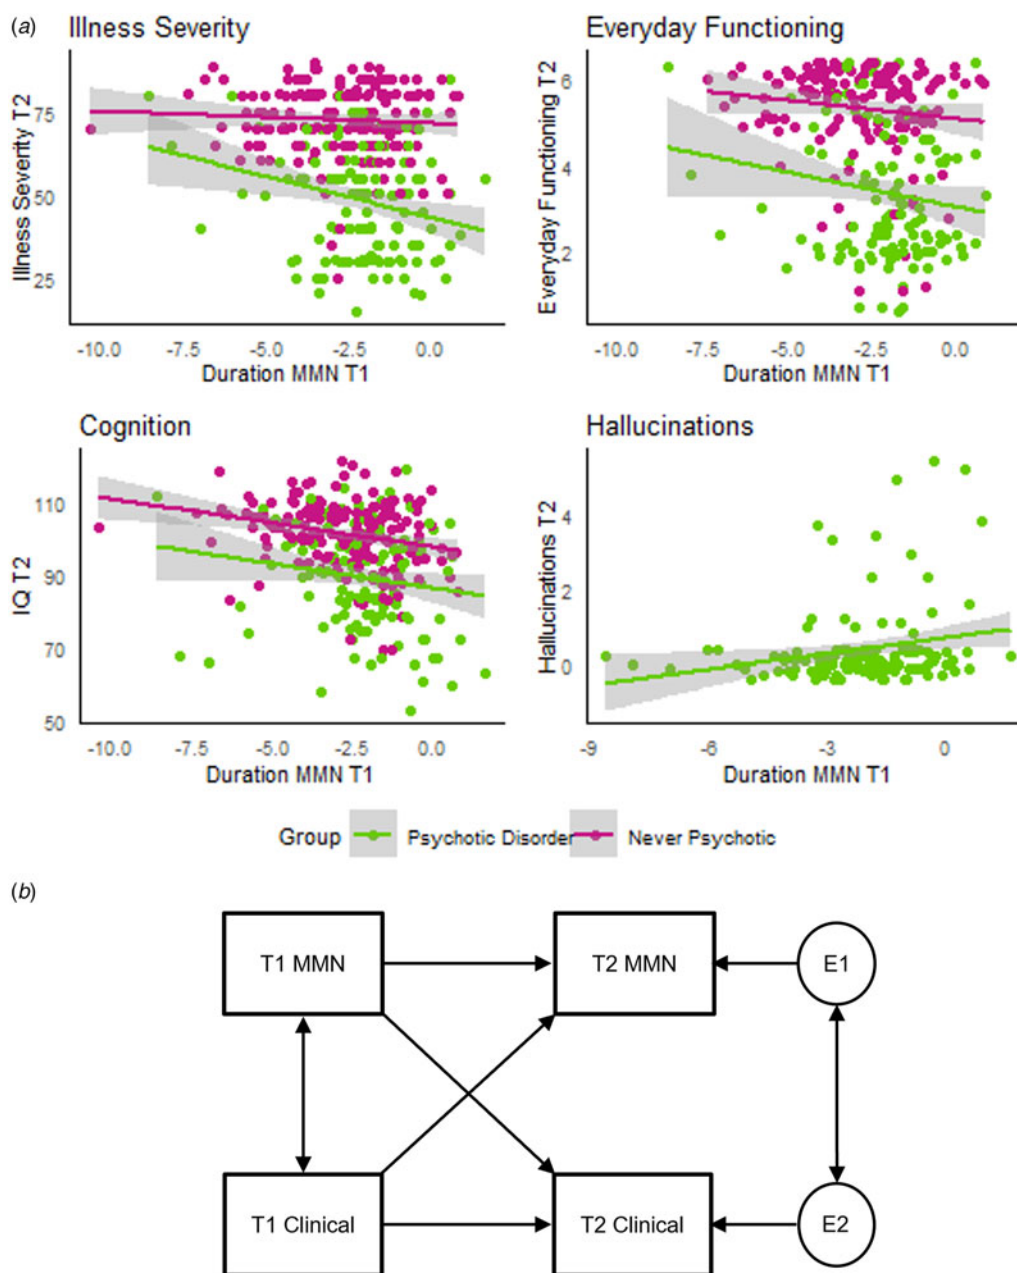 (a)
Illness Severity
Illness Severity T2
75
50
25
-10.0 -7.5 -5.0 -2.5 0.0
Duration MMN T1
Everyday Functioning
Everyday Functioning T2
6
4
2
-10.0 -7.5 -5.0 -2.5 0.0
Duration MMN T1
Cognition
IQ T2
110
90
70
50
-10.0 -7.5 -5.0 -2.5 0.0
Duration MMN T1
Hallucinations
Hallucinations T2
4
2
0
-9 -6 -3 0
Duration MMN T1
Group Psychotic Disorder Never Psychotic
(b)
T1 MMN T2 MMN E1
T1 Clinical T2 Clinical E2